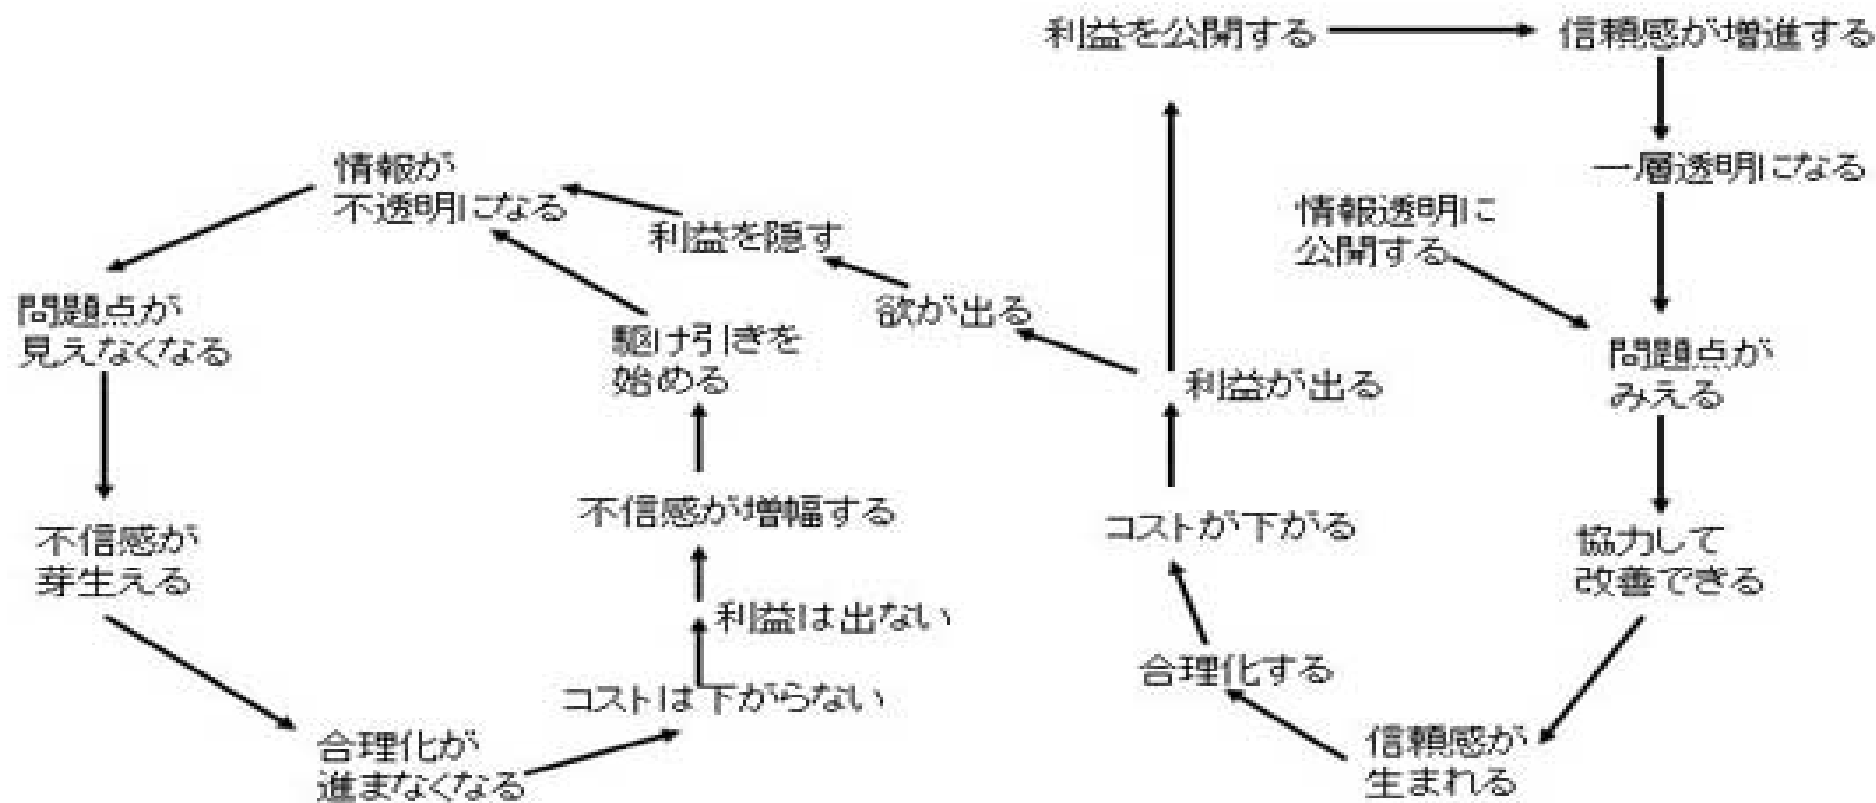 利益を公開する
信頼感が増進する
一層透明になる
情報透明に
公開する
問題点が
みえる
協力して
改善できる
信頼感が
生まれる
合理化する
コストが下がる
利益が出る
欲が出る
利益を隠す
情報が
不透明になる
問題点が
見えなくなる
不信感が
芽生える
合理化が
進まなくなる
コストは下がらない
利益は出ない
不信感が増幅する
駆け引きを
始める